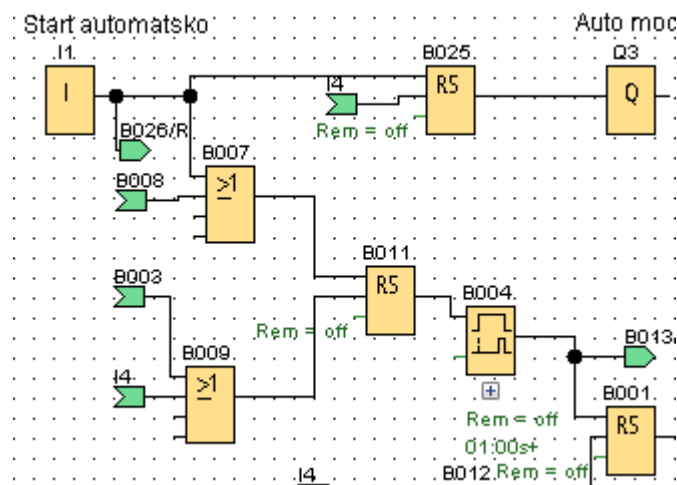 Start automatsko
Auto moc
I1
B025
Q3
I
I4
RS
Q
B026/R
Rem = off
B007
B008
>1
B011
B003
RS
B004
Rem = off
B013
B009
I4
>1
B001
Rem = off
RS
01:00s+
B012
Rem = off
I4